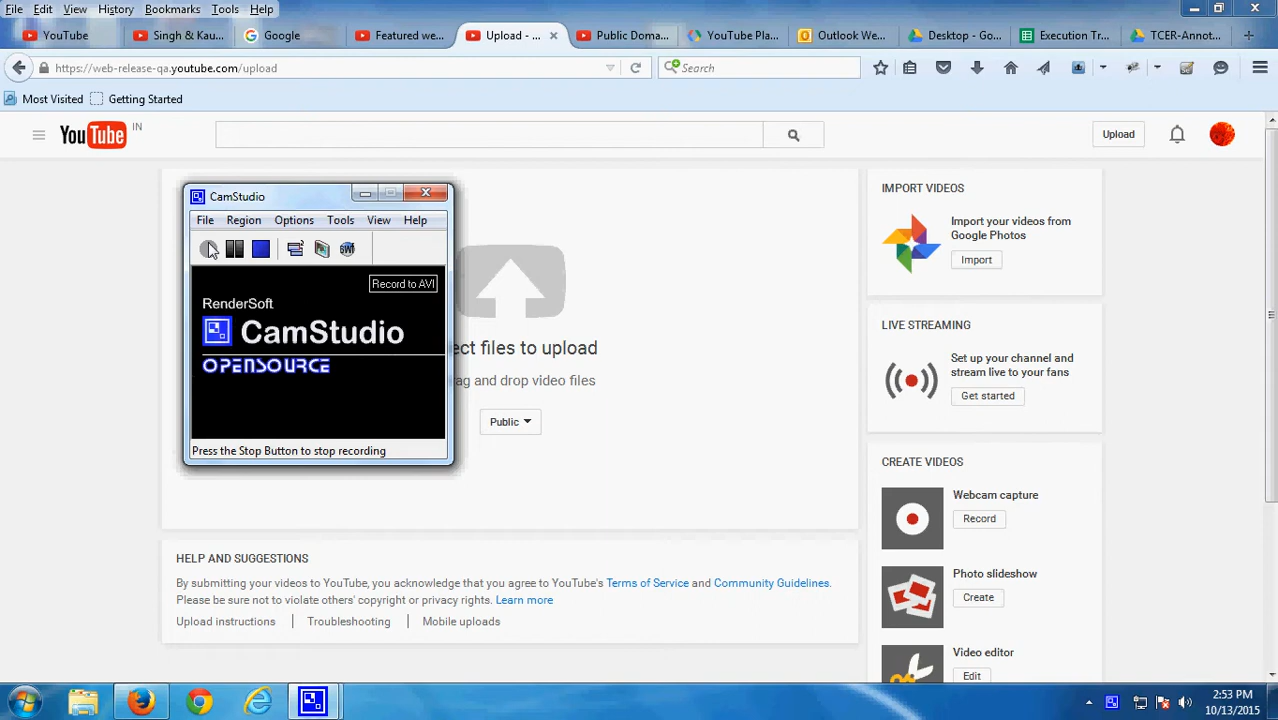 File Edit View History Bookmarks Tools Help
YouTube Singh & Kau... Google Featured we... Upload - ... Public Doma... YouTube Pla... Outlook We... Desktop - Go... Execution Tr... TCER-Annot...
https://web-release-qa.youtube.com/upload Search
Most Visited Getting Started
YouTube IN Upload
CamStudio
File Region Options Tools View Help
Record to AVI
RenderSoft
CamStudio
OPENSOURCE
Press the Stop Button to stop recording
ect files to upload
ag and drop video files
Public
IMPORT VIDEOS
Import your videos from
Google Photos
Import
LIVE STREAMING
Set up your channel and
stream live to your fans
Get started
CREATE VIDEOS
Webcam capture
Record
Photo slideshow
Create
Video editor
Edit
HELP AND SUGGESTIONS
By submitting your videos to YouTube, you acknowledge that you agree to YouTube's Terms of Service and Community Guidelines.
Please be sure not to violate others' copyright or privacy rights. Learn more
Upload instructions | Troubleshooting | Mobile uploads
2:53 PM
10/13/2015